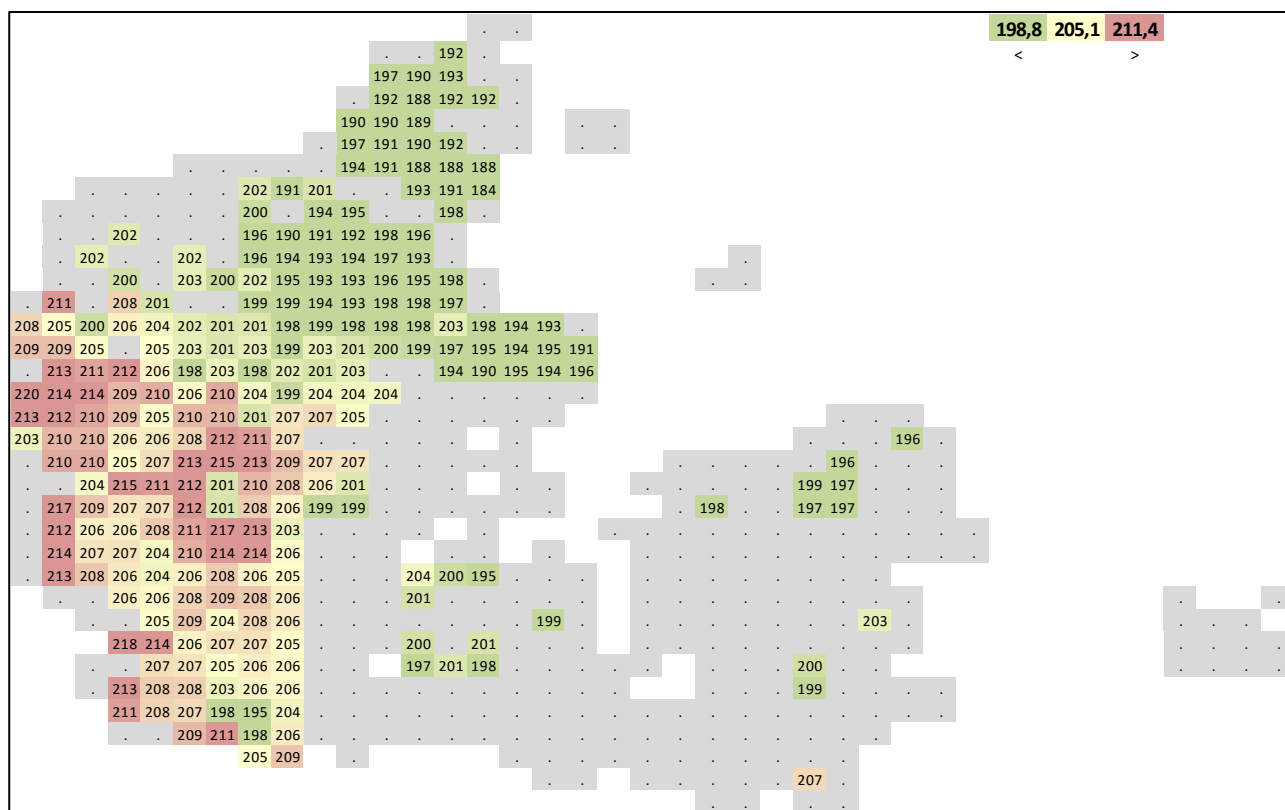 . . 198,8 205,1 211,4
. . 192 . < >
197 190 193 . .
. 192 188 192 192 .
190 190 189 . . . . .
. 197 191 190 192 . . . .
. . . . . 194 191 188 188 188
. . . . . 202 191 201 . . 193 191 184
. . . . . . 200 . 194 195 . . 198 .
. . 202 . . . 196 190 191 192 198 196 .
. 202 . . 202 . 196 194 193 194 197 193 . .
. . 200 . 203 200 202 195 193 193 196 195 198 . . .
. 211 . 208 201 . . 199 199 194 193 198 198 197 .
208 205 200 206 204 202 201 201 198 199 198 198 198 203 198 194 193 .
209 209 205 . 205 203 201 203 199 203 201 200 199 197 195 194 195 191
. 213 211 212 206 198 203 198 202 201 203 . . 194 190 195 194 196
220 214 214 209 210 206 210 204 199 204 204 204 . . . . . .
213 212 210 209 205 210 210 201 207 207 205 . . . . . . . . .
203 210 210 206 206 208 212 211 207 . . . . . . . . . 196 .
. 210 210 205 207 213 215 213 209 207 207 . . . . . . . . . . 196 . . .
. . 204 215 211 212 201 210 208 206 201 . . . . . . . . . 199 197 . . .
. 217 209 207 207 212 201 208 206 199 199 . . . . . . 198 . . 197 197 . . .
. 212 206 206 208 211 217 213 203 . . . . . . . . . . . . . . . . .
. 214 207 207 204 210 214 214 206 . . . . . . . . . . . . . . . . .
. 213 208 206 204 206 208 206 205 . . . 204 200 195 . . . . . . . . . . .
. . 206 206 208 209 208 206 . . . 201 . . . . . . . . . . . . . . . .
. . 205 209 204 208 206 . . . . . . . 199 . . . . . . . . 203 . . . .
218 214 206 207 207 205 . . . 200 . 201 . . . . . . . . . . . . . . . .
. . 207 207 205 206 206 . . 197 201 198 . . . . . . . . 200 . . . . . .
. 213 208 208 203 206 206 . . . . . . . . . . . . . 199 . . . .
211 208 207 198 195 204 . . . . . . . . . . . . . . . . . . . .
. . 209 211 198 206 . . . . . . . . . . . . . . . . . .
205 209 . . . . . . . . . . . .
. . . . . . . 207 .
. . . .